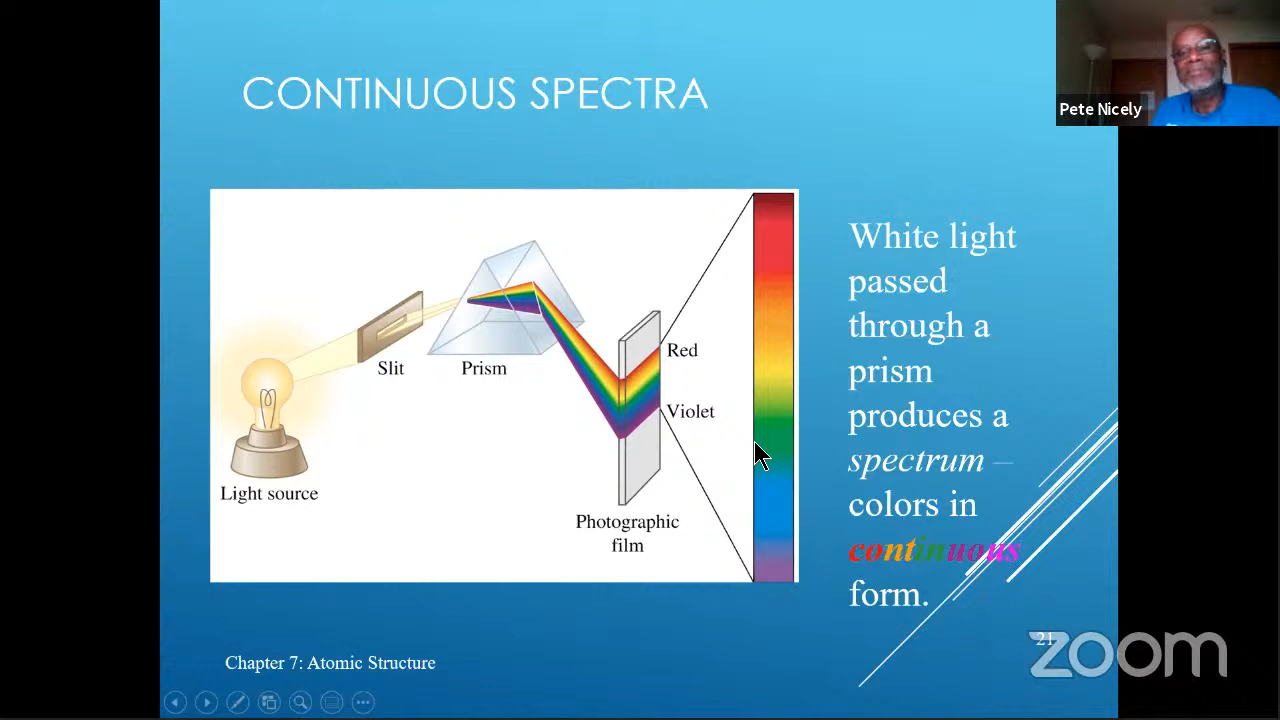 CONTINUOUS SPECTRA
Pete Nicely
Slit
Prism
Red
Violet
Light source
Photographic
film
White light
passed
through a
prism
produces a
spectrum –
colors in
continuous
form.
Chapter 7: Atomic Structure
21
zoom